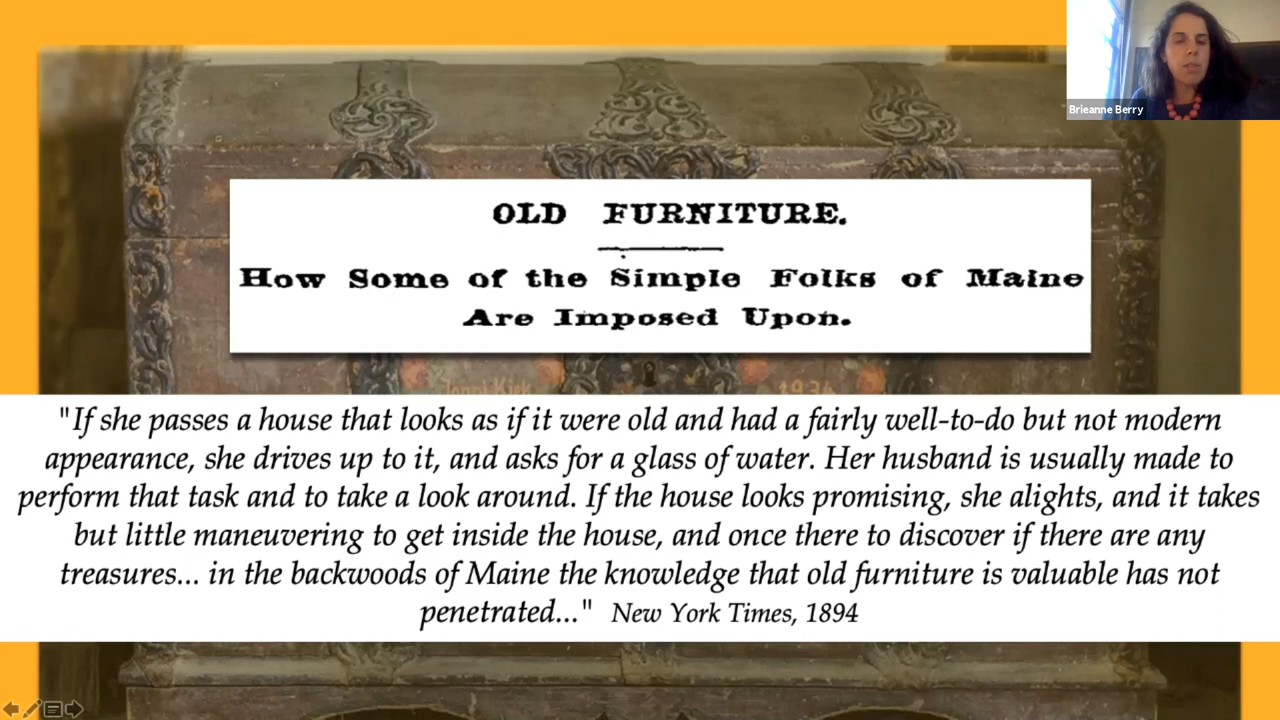 Brieanne Berry
OLD FURNITURE.
How Some of the Simple Folks of Maine
Are Imposed Upon.
Jenni Kick 1934
"If she passes a house that looks as if it were old and had a fairly well-to-do but not modern
appearance, she drives up to it, and asks for a glass of water. Her husband is usually made to
perform that task and to take a look around. If the house looks promising, she alights, and it takes
but little maneuvering to get inside the house, and once there to discover if there are any
treasures... in the backwoods of Maine the knowledge that old furniture is valuable has not
penetrated..." New York Times, 1894